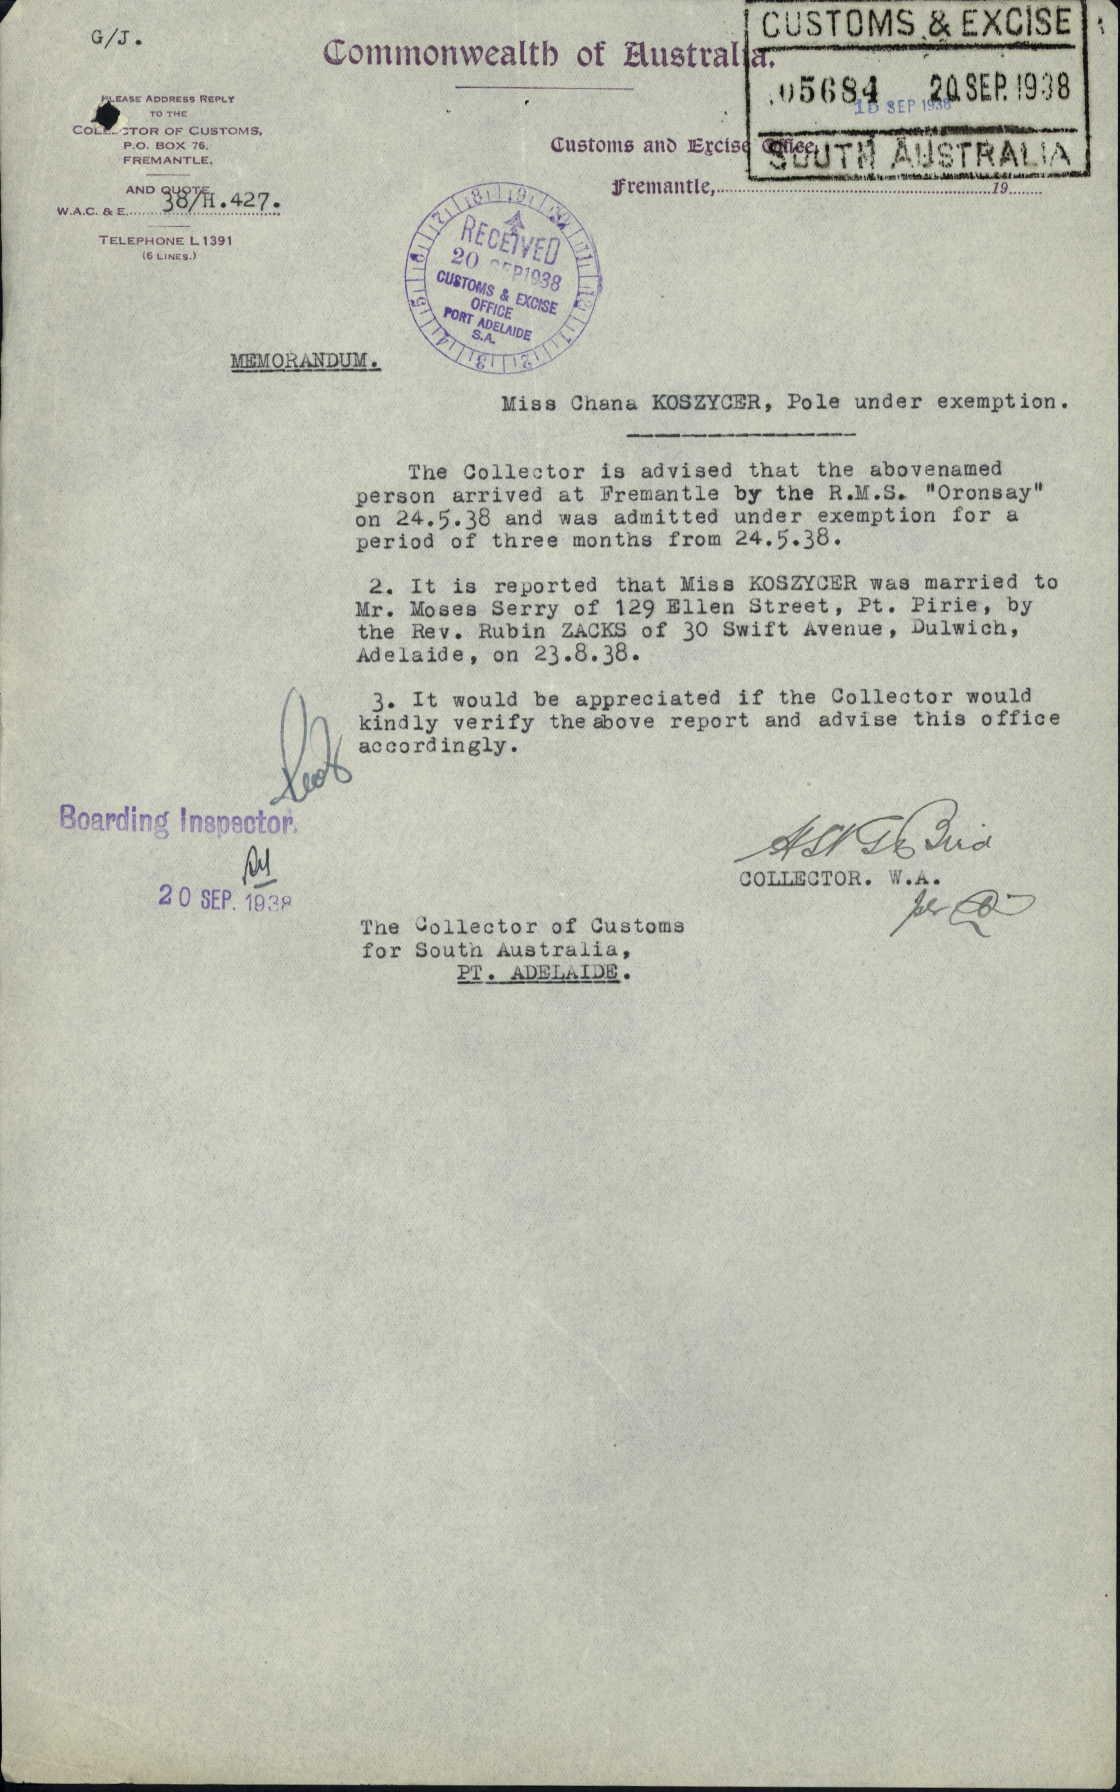 G/J.
Commonwealth of Australia.
CUSTOMS & EXCISE
05684 20 SEP. 1938
SEP 1938
SOUTH AUSTRALIA
PLEASE ADDRESS REPLY
TO THE
COLLECTOR OF CUSTOMS,
P.O. BOX 76,
FREMANTLE,
AND QUOTE
W.A.C. & E. 38/H.427.
TELEPHONE L 1391
(6 LINES.)
Customs and Excise Office,
Fremantle, 19
RECEIVED
20 SEP 1938
CUSTOMS & EXCISE
OFFICE
PORT ADELAIDE
S.A.
MEMORANDUM.
Miss Chana KOSZYCER, Pole under exemption.
The Collector is advised that the abovenamed
person arrived at Fremantle by the R.M.S. "Oronsay"
on 24.5.38 and was admitted under exemption for a
period of three months from 24.5.38.
2. It is reported that Miss KOSZYCER was married to
Mr. Moses Serry of 129 Ellen Street, Pt. Pirie, by
the Rev. Rubin ZACKS of 30 Swift Avenue, Dulwich,
Adelaide, on 23.8.38.
3. It would be appreciated if the Collector would
kindly verify the above report and advise this office
accordingly.
Boarding Inspector.
20 SEP. 1938
COLLECTOR. W.A.
per
The Collector of Customs
for South Australia,
PT. ADELAIDE.